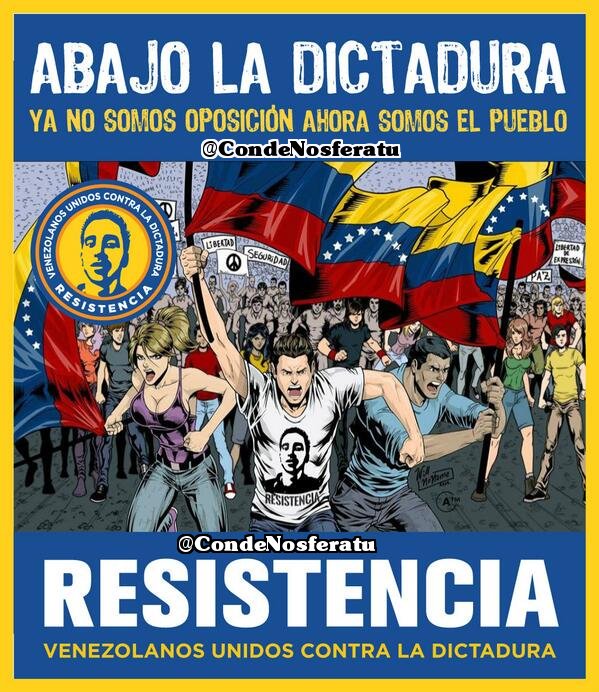 ABAJO LA DICTADURA
YA NO SOMOS OPOSICIÓN AHORA SOMOS EL PUEBLO
@CondeNosferatu
VENEZOLANOS UNIDOS CONTRA LA DICTADURA
RESISTENCIA
LIBERTAD
SEGURIDAD
PAZ
LIBERTAD DE
EXPRESIÓN
RESISTENCIA
@CondeNosferatu
RESISTENCIA
VENEZOLANOS UNIDOS CONTRA LA DICTADURA